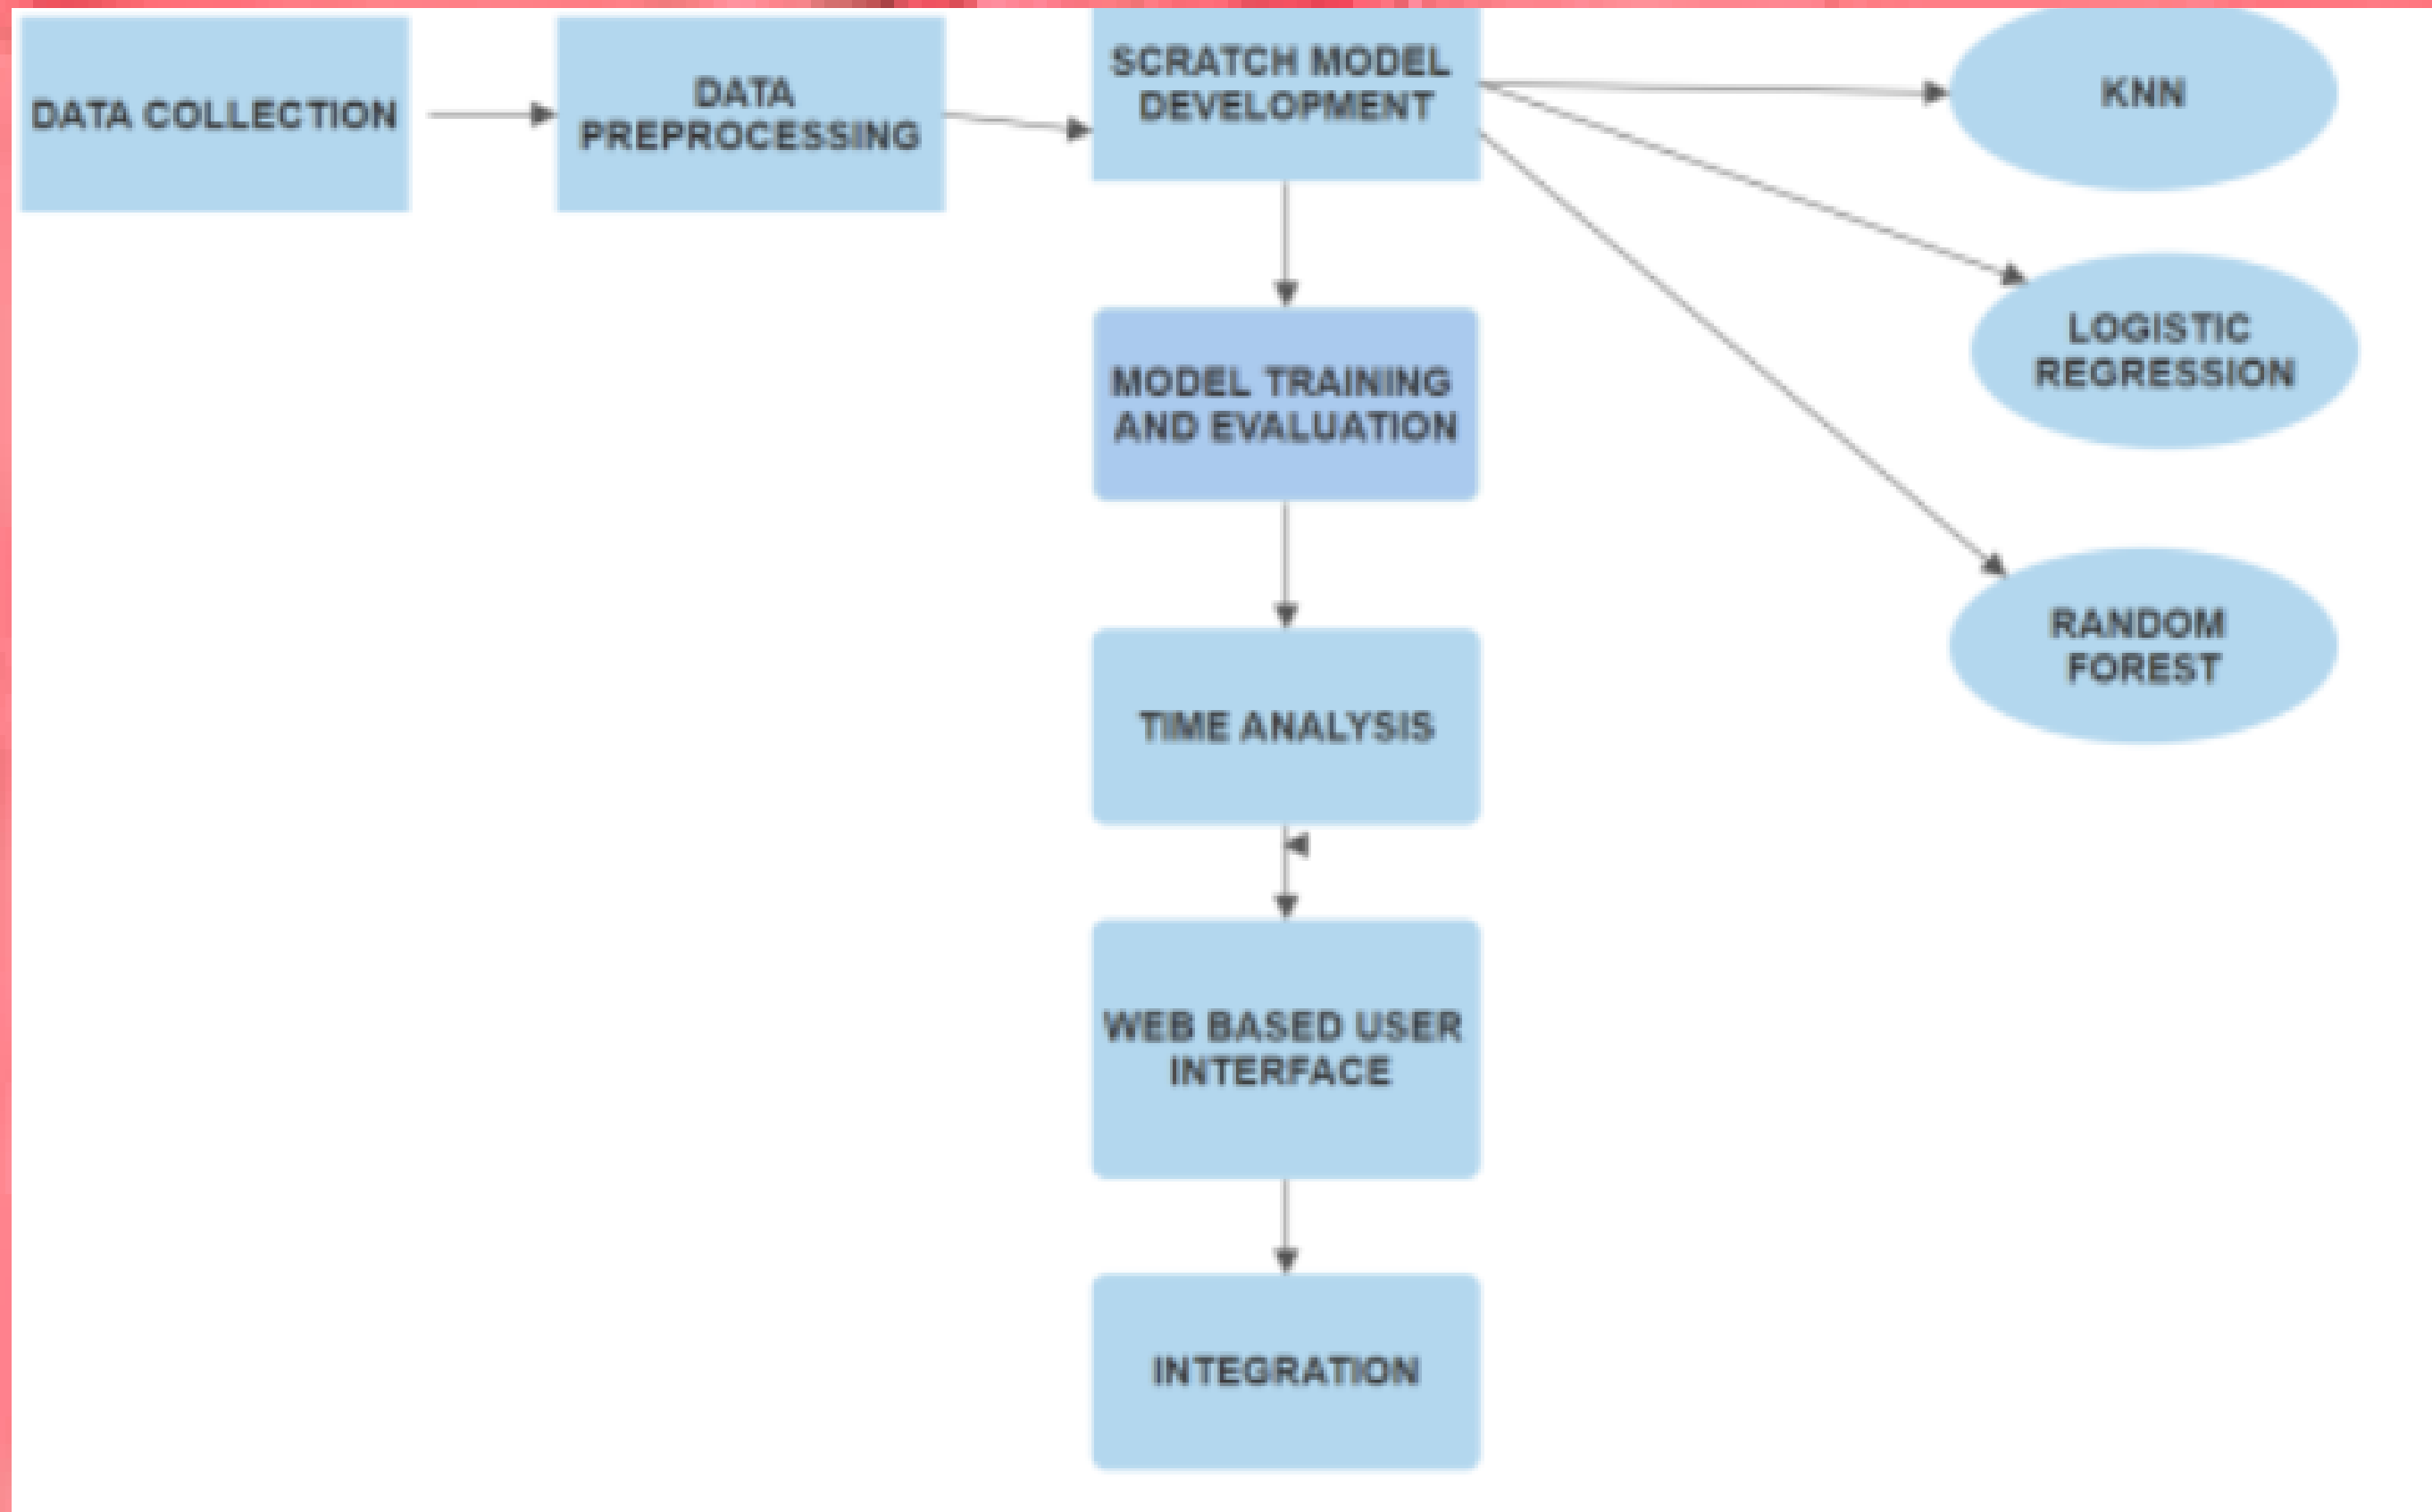 DATA COLLECTION
DATA
PREPROCESSING
SCRATCH MODEL
DEVELOPMENT
KNN
LOGISTIC
REGRESSION
MODEL TRAINING
AND EVALUATION
RANDOM
FOREST
TIME ANALYSIS
WEB BASED USER
INTERFACE
INTEGRATION